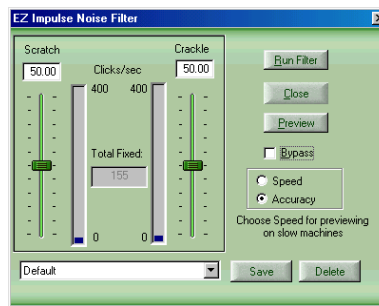 EZ Impulse Noise Filter
Scratch
Crackle
50.00
Clicks/sec
50.00
400
400
Total Fixed:
155
0
0
Run Filter
Close
Preview
Bypass
Speed
Accuracy
Choose Speed for previewing
on slow machines
Default
Save
Delete